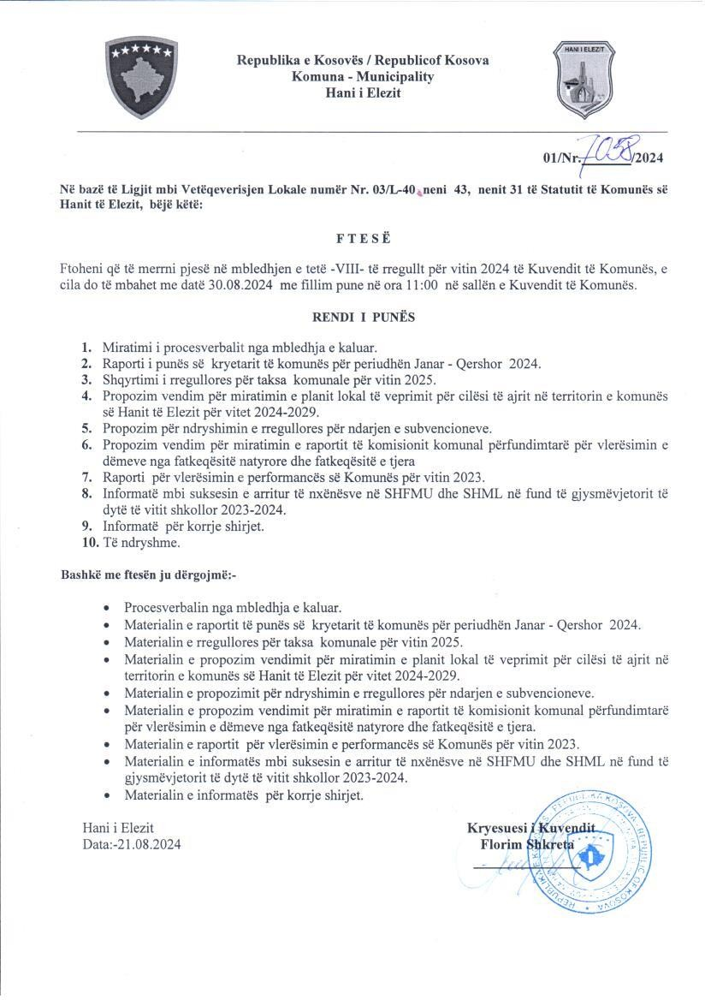 HANI I ELEZIT
Republika e Kosovës / Republicof Kosova
Komuna - Municipality
Hani i Elezit
01/Nr. 7058/2024
Në bazë të Ligjit mbi Vetëqeverisjen Lokale numër Nr. 03/L-40 neni 43, nenit 31 të Statutit të Komunës së
Hanit të Elezit, bëjë këtë:
F T E S Ë
Ftoheni që të merrni pjesë në mbledhjen e tetë -VIII- të rregullt për vitin 2024 të Kuvendit të Komunës, e
cila do të mbahet me datë 30.08.2024 me fillim pune në ora 11:00 në sallën e Kuvendit të Komunës.
RENDI I PUNËS
1. Miratimi i procesverbalit nga mbledhja e kaluar.
2. Raporti i punës së kryetarit të komunës për periudhën Janar - Qershor 2024.
3. Shqyrtimi i rregullores për taksa komunale për vitin 2025.
4. Propozim vendim për miratimin e planit lokal të veprimit për cilësi të ajrit në territorin e komunës
së Hanit të Elezit për vitet 2024-2029.
5. Propozim për ndryshimin e rregullores për ndarjen e subvencioneve.
6. Propozim vendim për miratimin e raportit të komisionit komunal përfundimtarë për vlerësimin e
dëmeve nga fatkeqësitë natyrore dhe fatkeqësitë e tjera
7. Raporti për vlerësimin e performancës së Komunës për vitin 2023.
8. Informatë mbi suksesin e arritur të nxënësve në SHFMU dhe SHML në fund të gjysmëvjetorit të
dytë të vitit shkollor 2023-2024.
9. Informatë për korrje shirjet.
10. Të ndryshme.
Bashkë me ftesën ju dërgojmë:-
• Procesverbalin nga mbledhja e kaluar.
• Materialin e raportit të punës së kryetarit të komunës për periudhën Janar - Qershor 2024.
• Materialin e rregullores për taksa komunale për vitin 2025.
• Materialin e propozim vendimit për miratimin e planit lokal të veprimit për cilësi të ajrit në
territorin e komunës së Hanit të Elezit për vitet 2024-2029.
• Materialin e propozimit për ndryshimin e rregullores për ndarjen e subvencioneve.
• Materialin e propozim vendimit për miratimin e raportit të komisionit komunal përfundimtarë
për vlerësimin e dëmeve nga fatkeqësitë natyrore dhe fatkeqësitë e tjera.
• Materialin e raportit për vlerësimin e performancës së Komunës për vitin 2023.
• Materialin e informatës mbi suksesin e arritur të nxënësve në SHFMU dhe SHML në fund të
gjysmëvjetorit të dytë të vitit shkollor 2023-2024.
• Materialin e informatës për korrje shirjet.
Hani i Elezit
Data:-21.08.2024
Kryesuesi i Kuvendit
Florim Shkreta
REPUBLIKA E KOSOVËS REPUBLIKA KOSOVA REPUBLIC OF KOSOVA